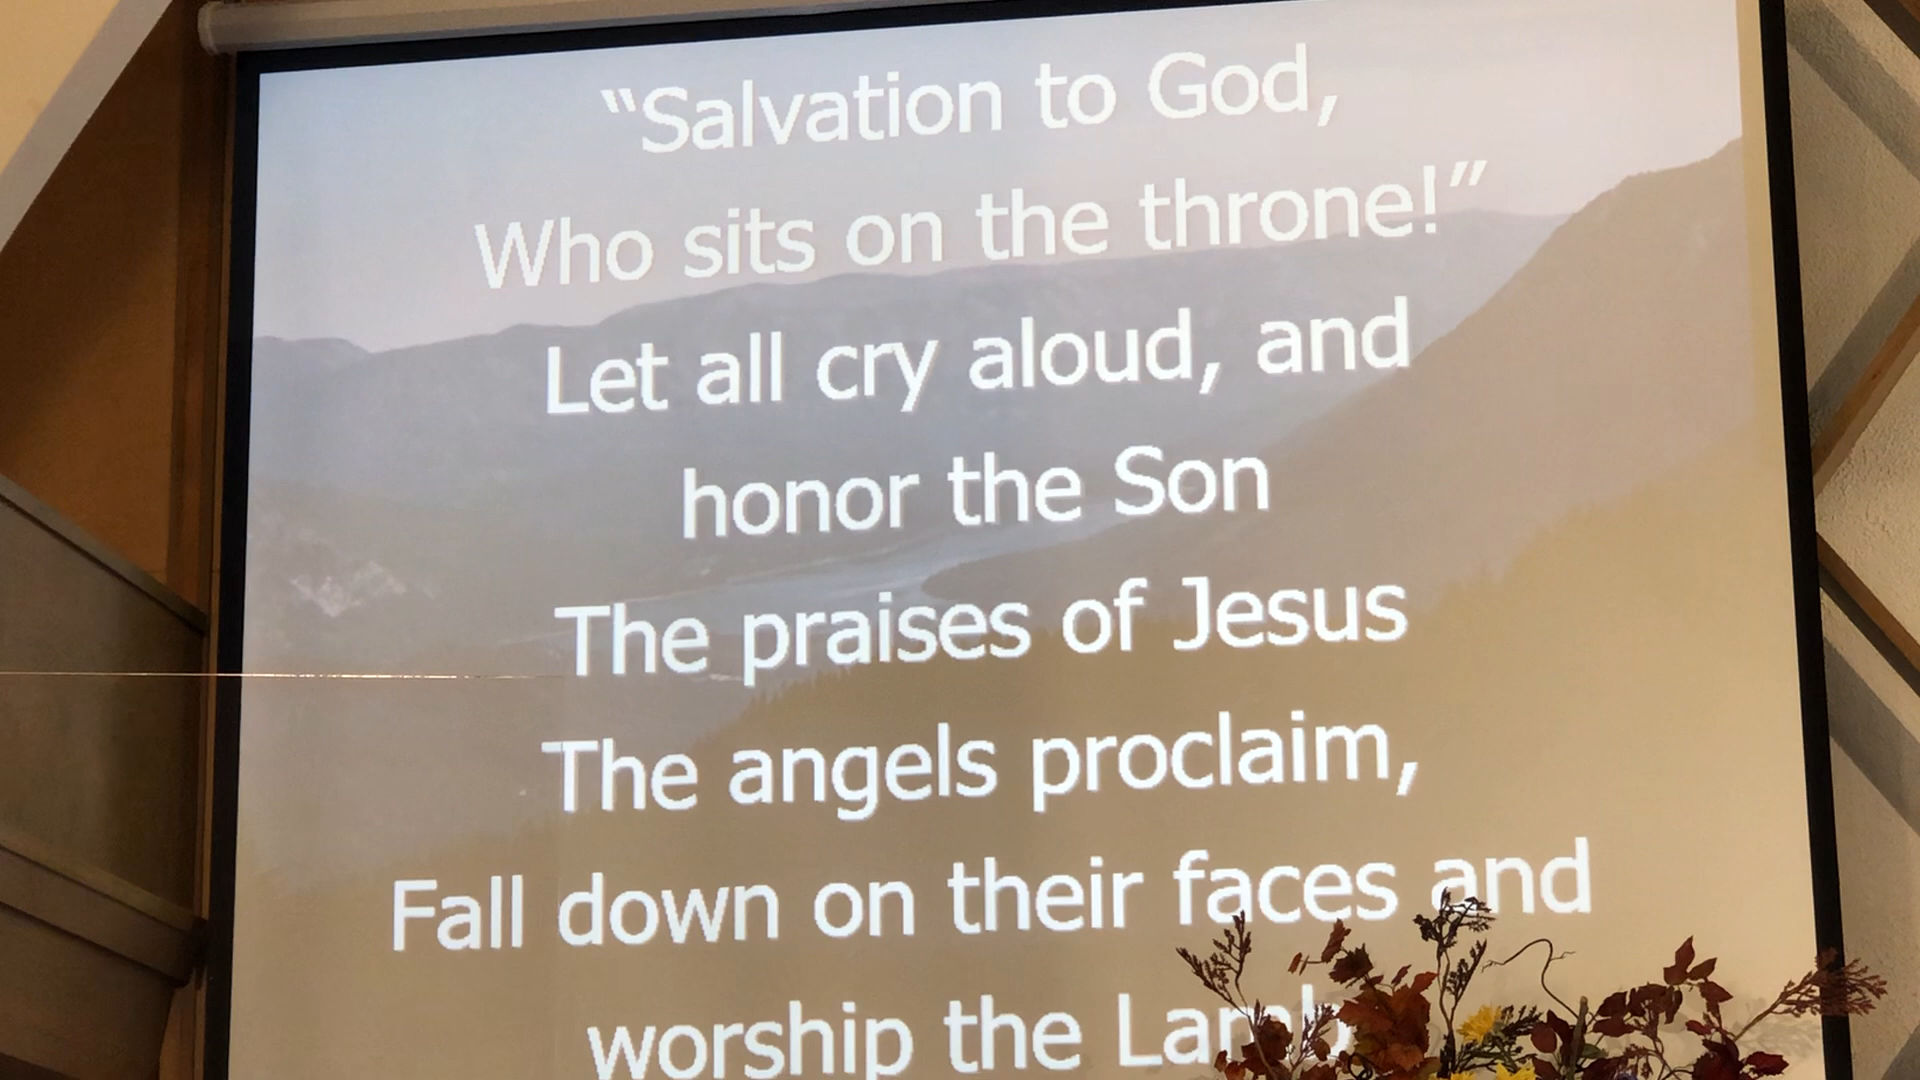 “Salvation to God,
Who sits on the throne!”
Let all cry aloud, and
honor the Son
The praises of Jesus
The angels proclaim,
Fall down on their faces and
worship the Lamb